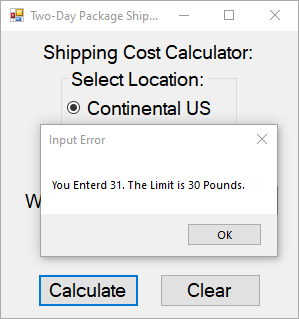 Two-Day Package Ship...
Shipping Cost Calculator:
Select Location:
Continental US
Input Error
You Enterd 31. The Limit is 30 Pounds.
W
OK
Calculate
Clear